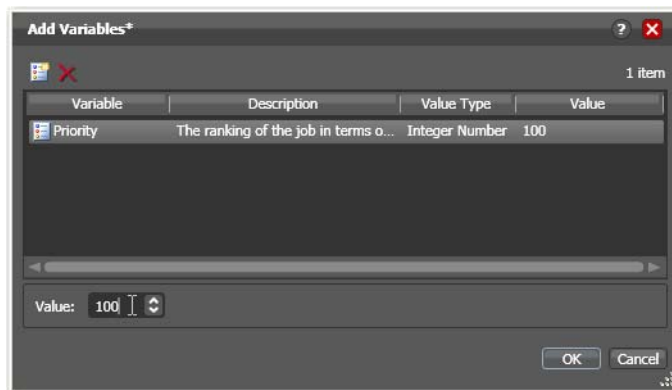 Add Variables*
?
1 item
Variable Description Value Type Value
Priority The ranking of the job in terms o... Integer Number 100
Value: 100
OK Cancel